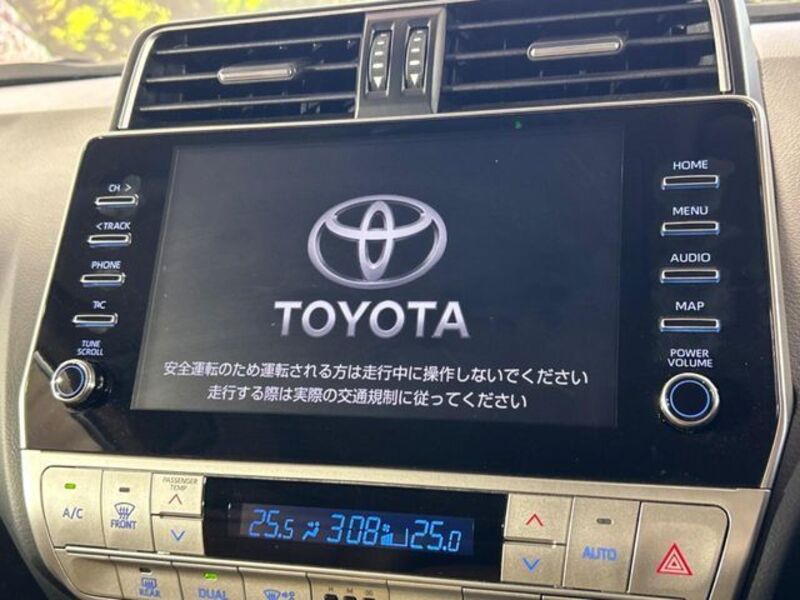 CH >
< TRACK
PHONE
TUNE
SCROLL
TOYOTA
安全運転のため運転される方は走行中に操作しないでください
走行する際は実際の交通規制に従ってください
HOME
MENU
AUDIO
MAP
POWER
VOLUME
A/C
FRONT
PASSENGER
TEMP
25.5 308 25.0
AUTO
REAR
DUAL